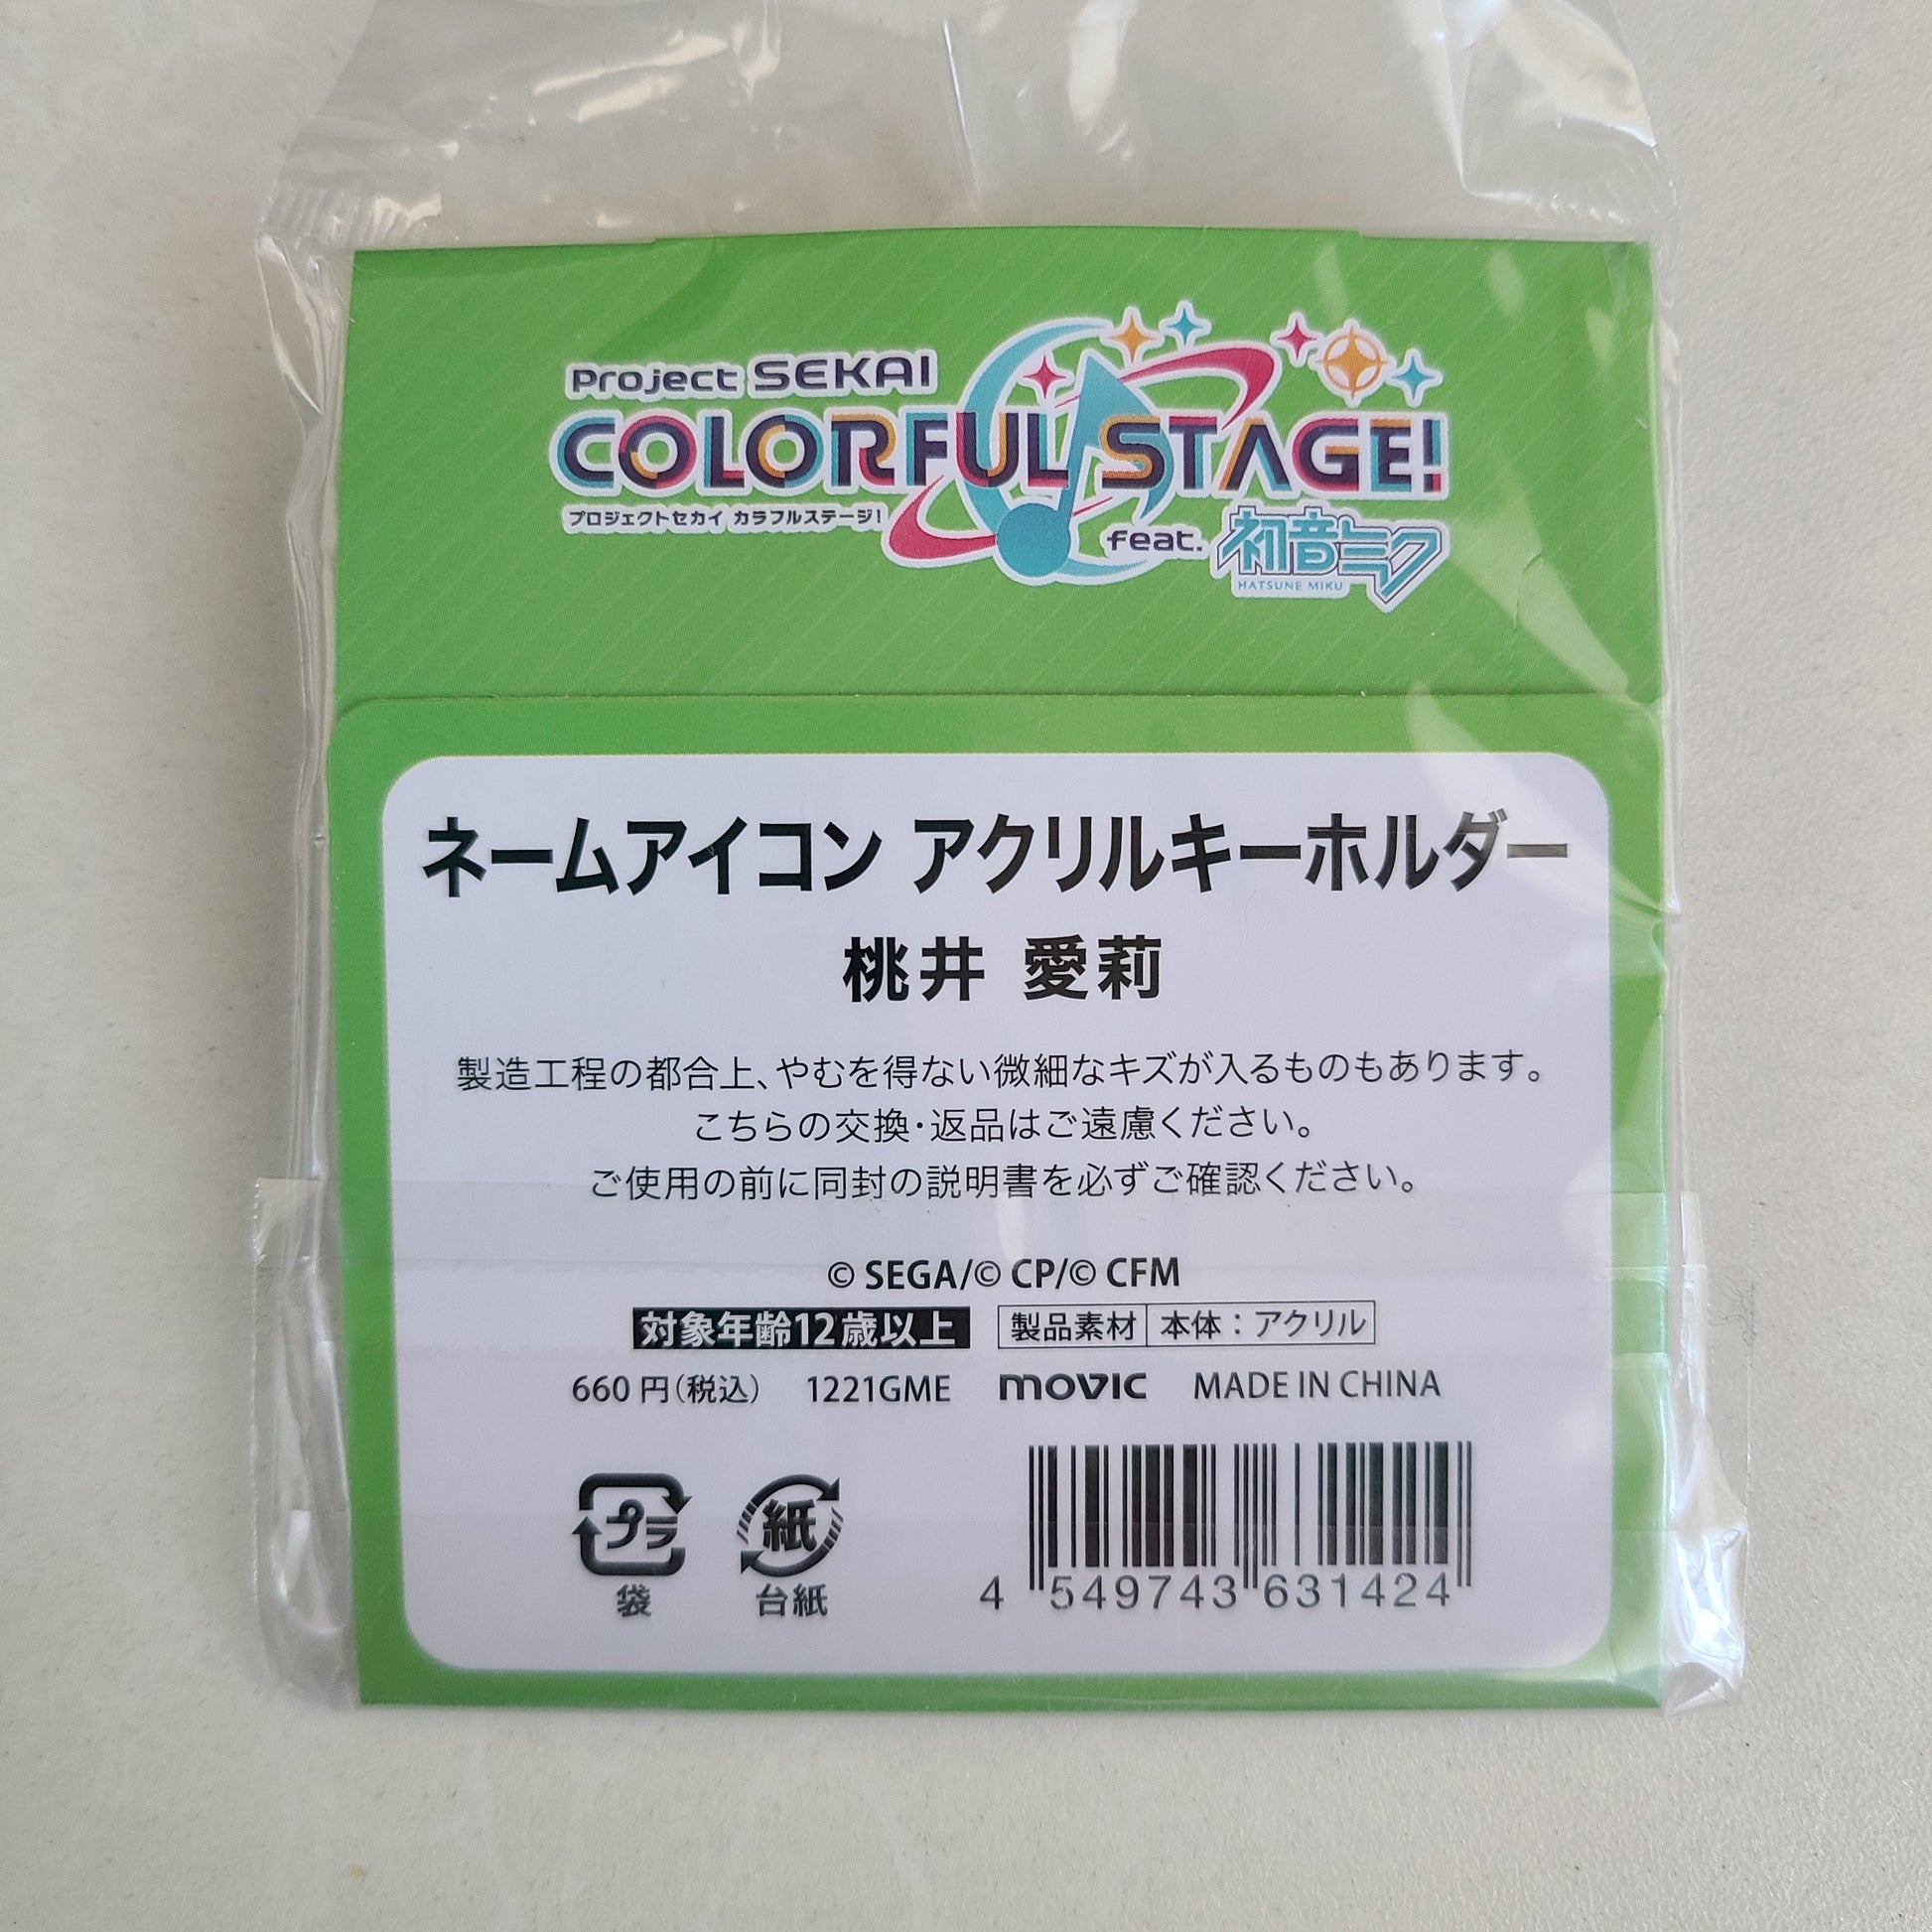 Project SEKAI
COLORFUL STAGE!
プロジェクトセカイ カラフルステージ!
feat. 初音ミク
HATSUNE MIKU
ネームアイコン アクリルキーホルダー
桃井 愛莉
製造工程の都合上、やむを得ない微細なキズが入るものもあります。
こちらの交換・返品はご遠慮ください。
ご使用の前に同封の説明書を必ずご確認ください。
© SEGA/© CP/© CFM
対象年齢12歳以上 製品素材 本体：アクリル
660円（税込） 1221GME movic MADE IN CHINA
プラ 紙
袋 台紙
4 549743 631424